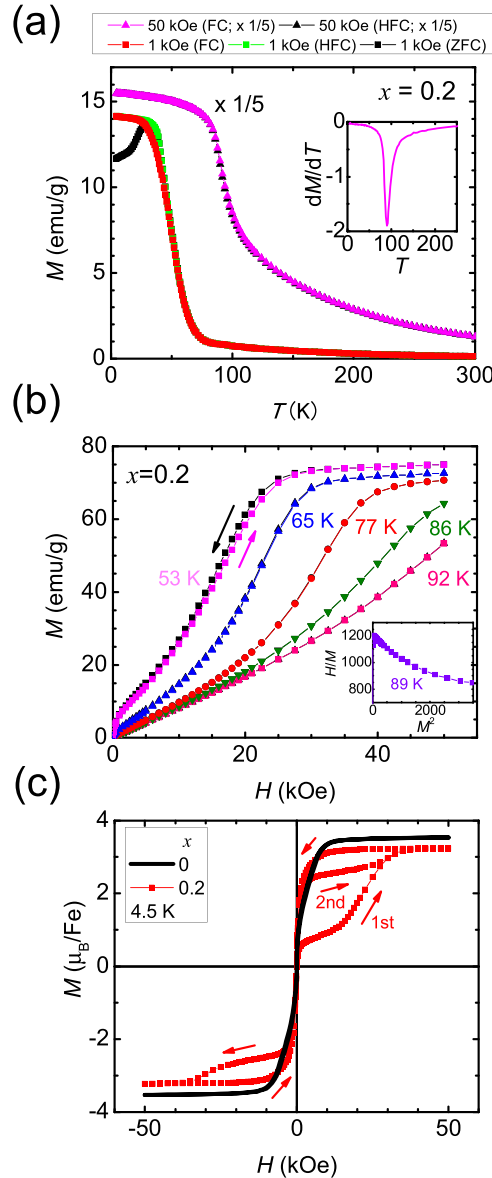 (a)
50 kOe (FC; x 1/5) 50 kOe (HFC; x 1/5)
1 kOe (FC) 1 kOe (HFC) 1 kOe (ZFC)
x 1/5
x = 0.2
0
-1
-2
dM/dT
0 100 200
T
15
10
5
0
M (emu/g)
0 100 200 300
T (K)
(b)
x=0.2
80
60
40
20
0
M (emu/g)
53 K
65 K
77 K
86 K
92 K
1200
1000
800
H/M
89 K
0 2000
M²
0 20 40
H (kOe)
(c)
x
0
0.2
4.5 K
4
2
0
-2
-4
M (μB/Fe)
2nd
1st
-50 0 50
H (kOe)